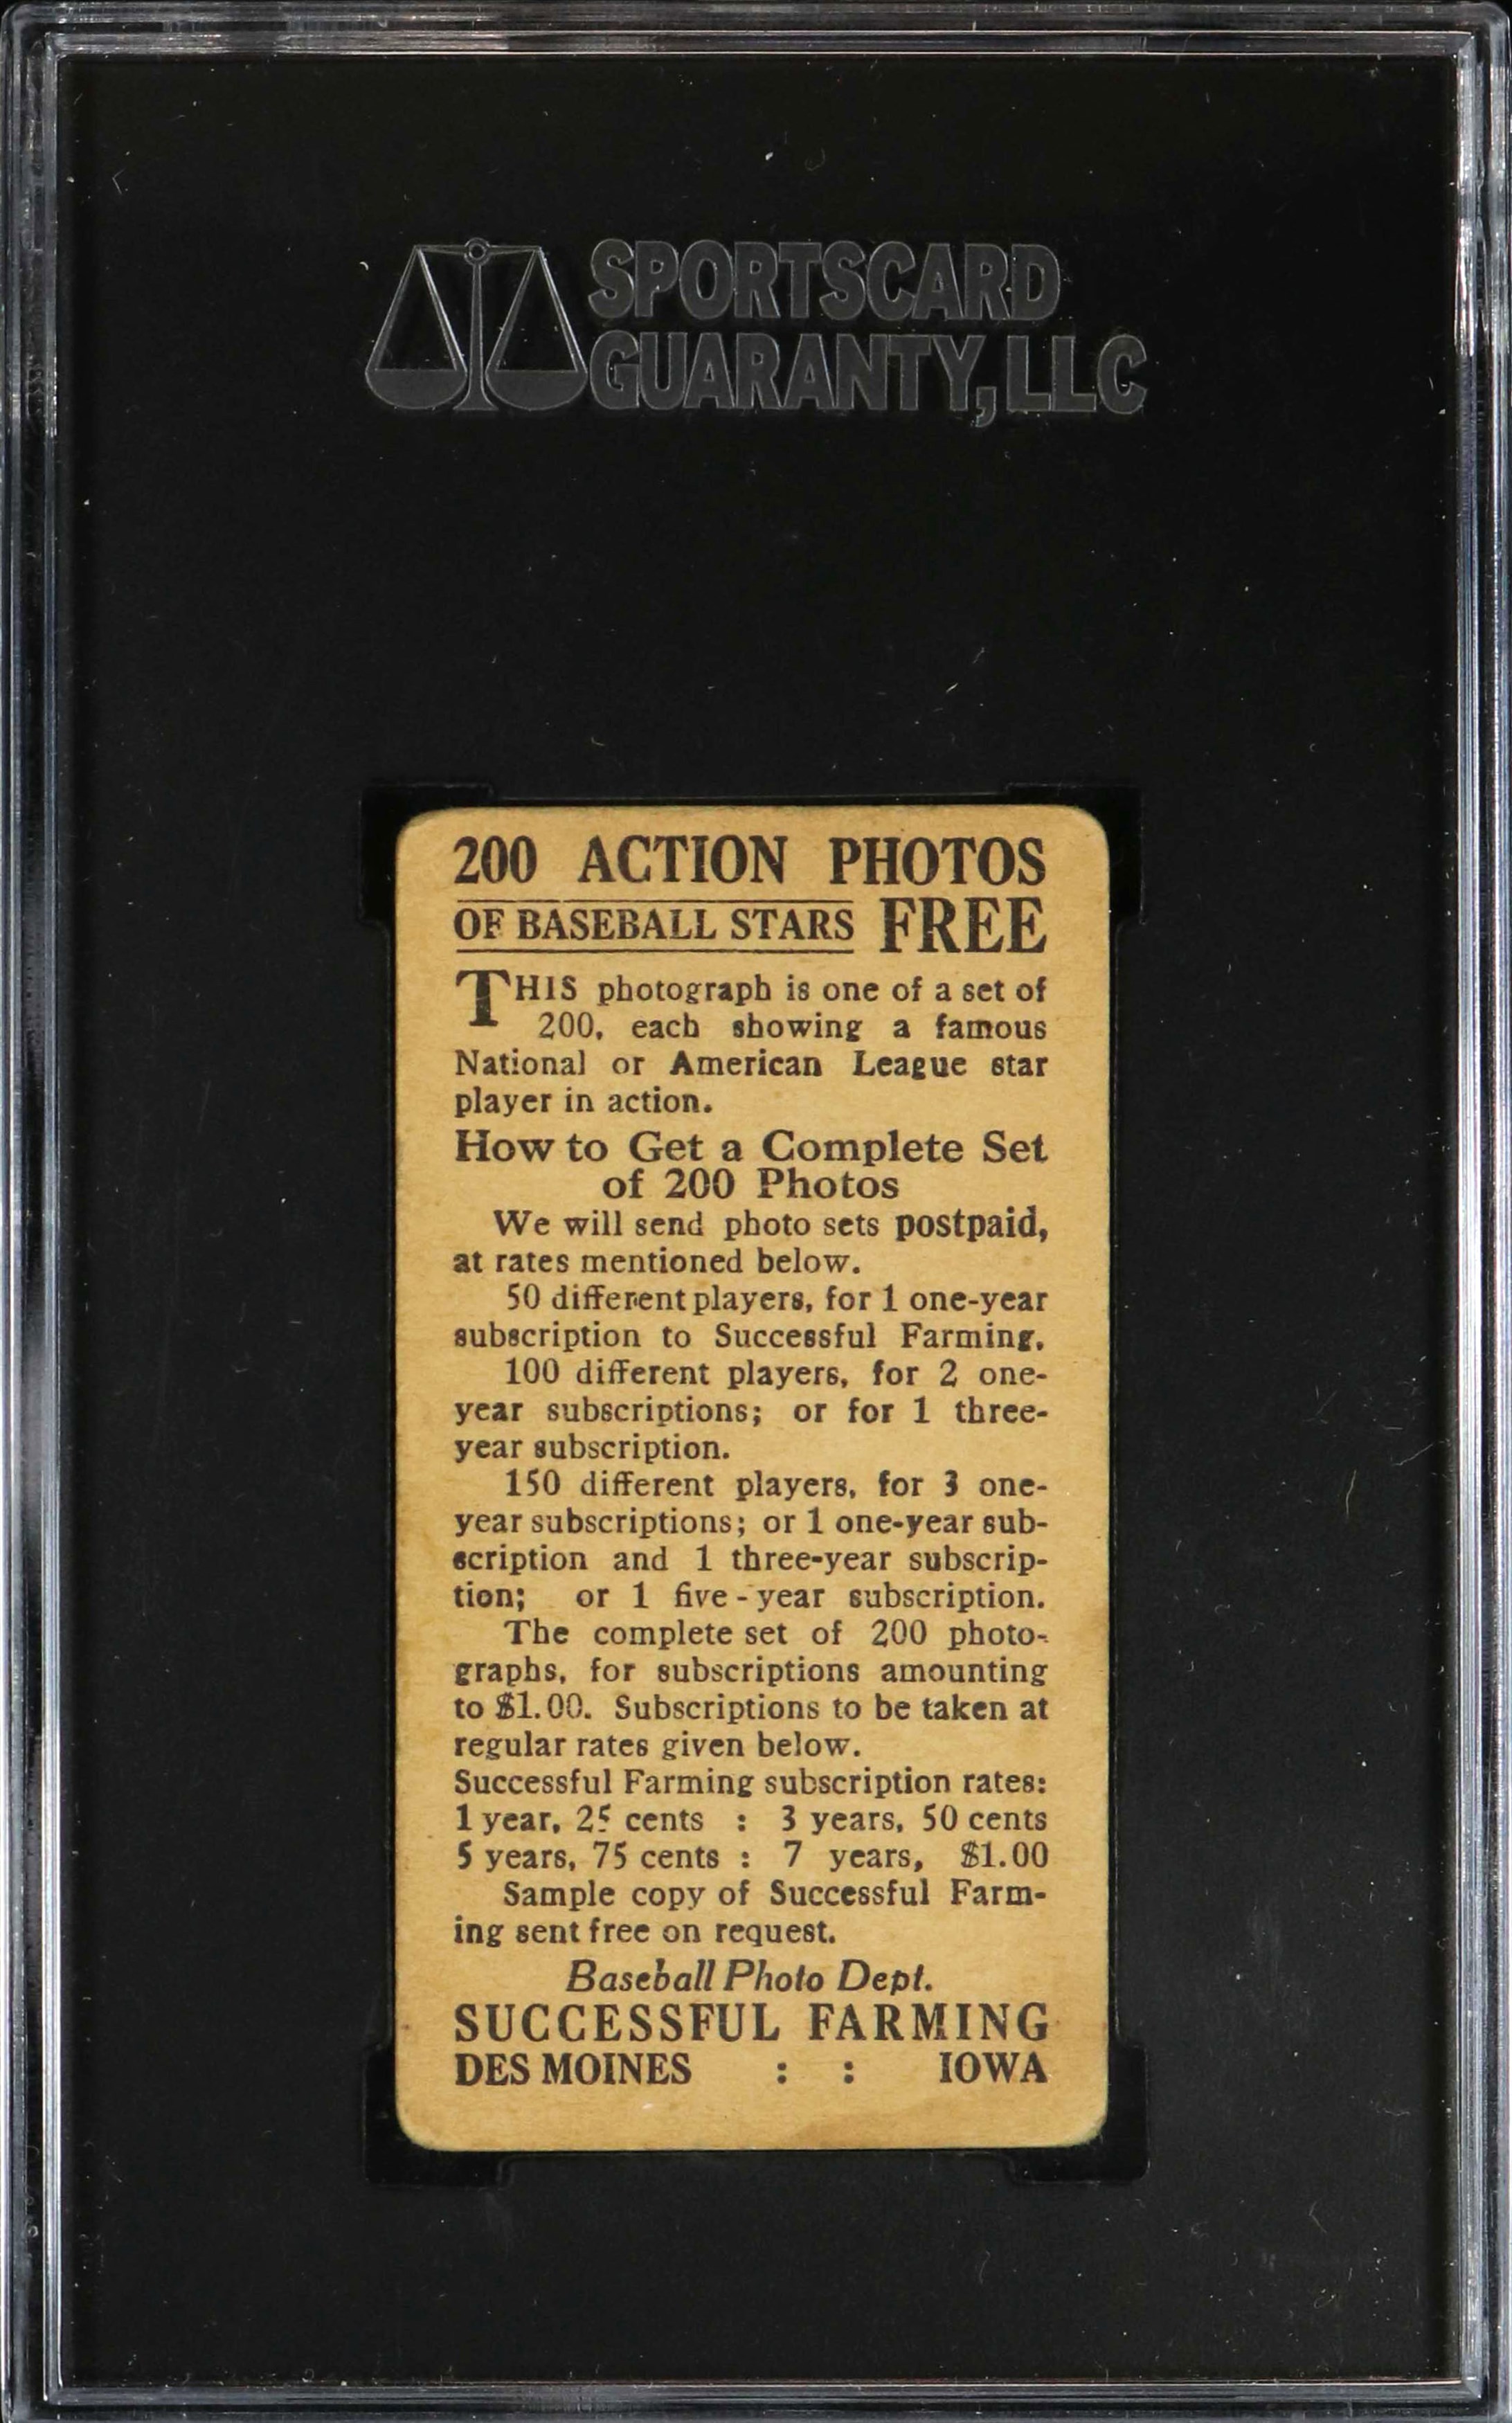 SPORTSCARD
GUARANTY, LLC
200 ACTION PHOTOS
OF BASEBALL STARS FREE
THIS photograph is one of a set of
200, each showing a famous
National or American League star
player in action.
How to Get a Complete Set
of 200 Photos
We will send photo sets postpaid,
at rates mentioned below.
50 different players, for 1 one-year
subscription to Successful Farming.
100 different players, for 2 one-
year subscriptions; or for 1 three-
year subscription.
150 different players, for 3 one-
year subscriptions; or 1 one-year sub-
scription and 1 three-year subscrip-
tion; or 1 five-year subscription.
The complete set of 200 photo-
graphs, for subscriptions amounting
to $1.00. Subscriptions to be taken at
regular rates given below.
Successful Farming subscription rates:
1 year, 25 cents : 3 years, 50 cents
5 years, 75 cents : 7 years, $1.00
Sample copy of Successful Farm-
ing sent free on request.
Baseball Photo Dept.
SUCCESSFUL FARMING
DES MOINES : : IOWA